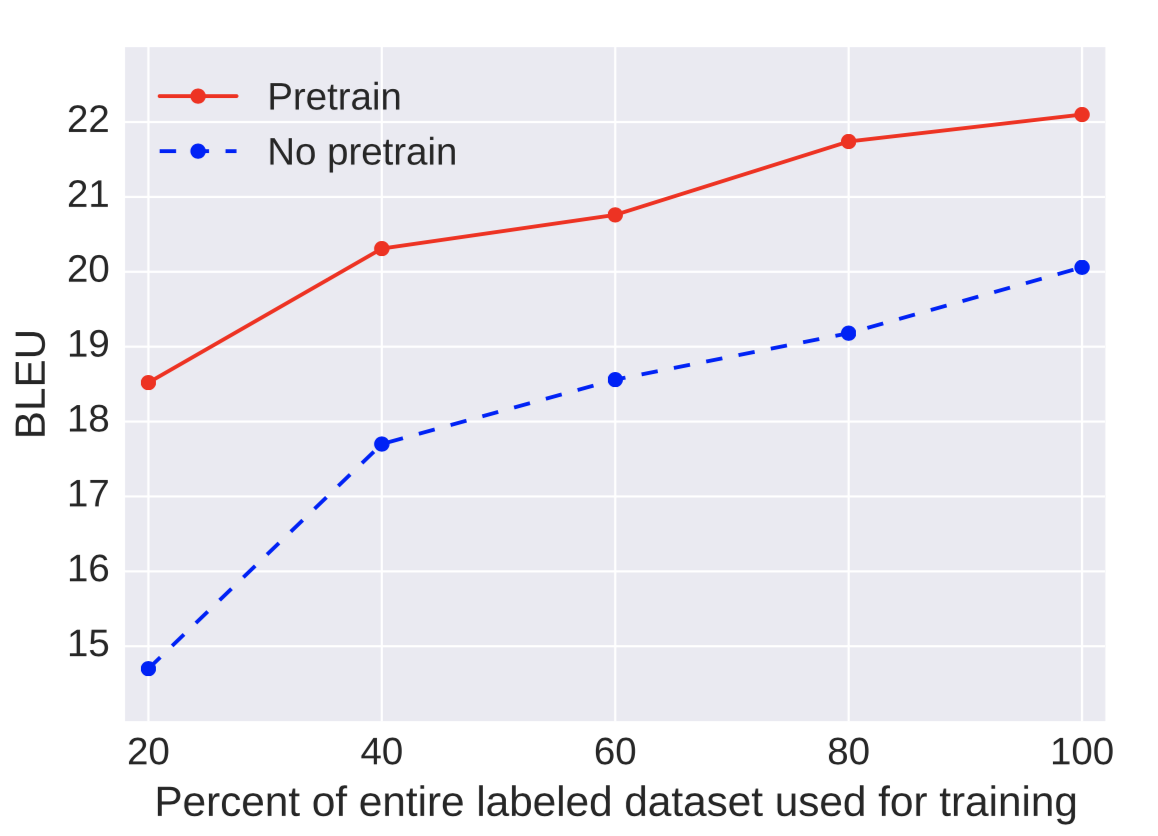 Pretrain
No pretrain
22
21
20
19
18
17
16
15
BLEU
20 40 60 80 100
Percent of entire labeled dataset used for training